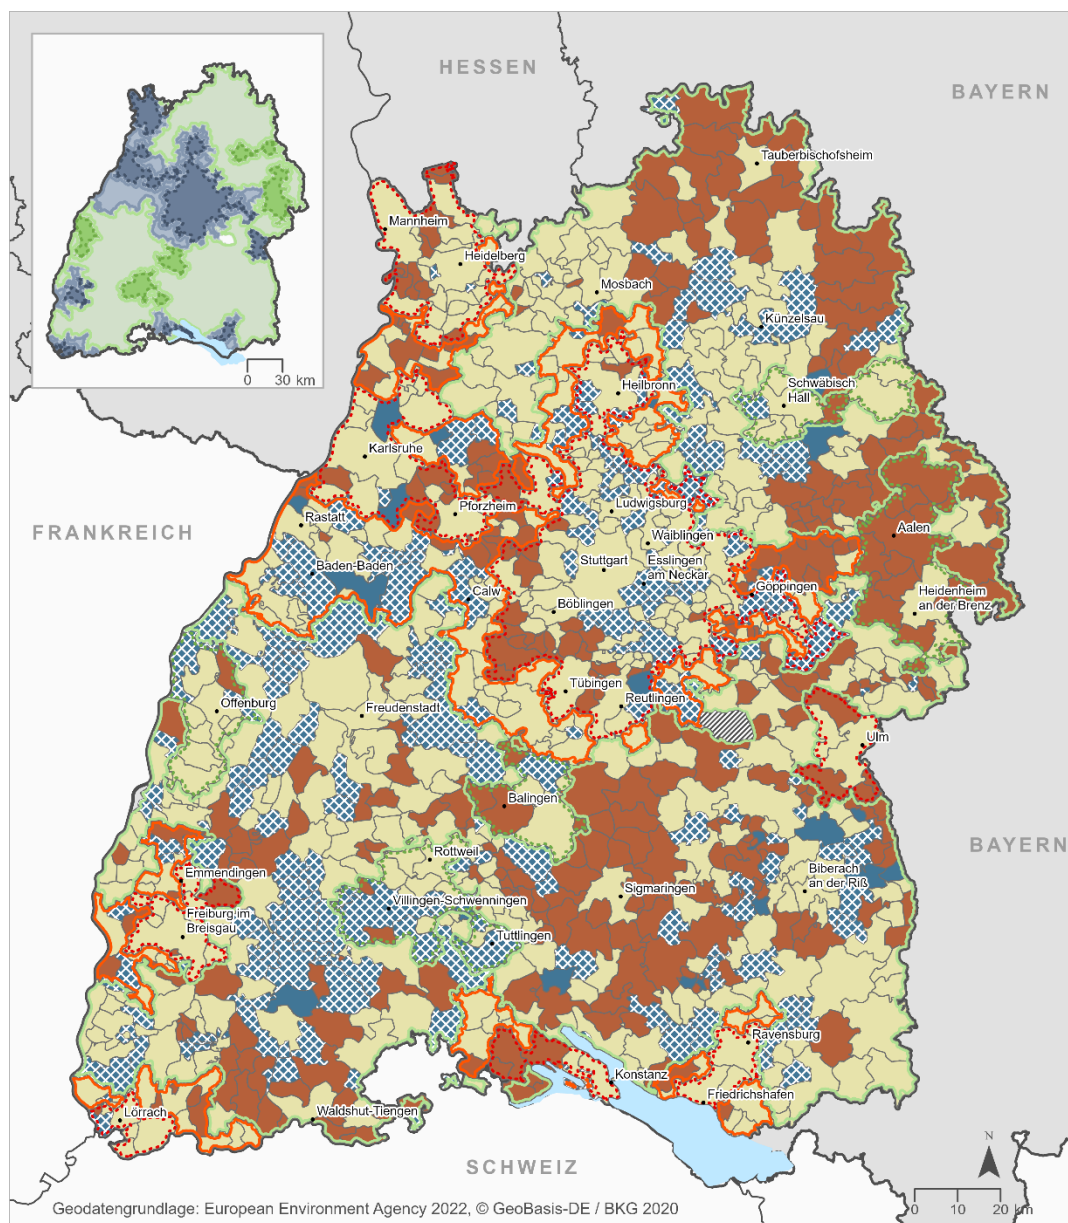 HESSEN
BAYERN
Tauberbischofsheim
Mannheim
Heidelberg
Mosbach
Künzelsau
0 30 km
Heilbronn
Schwäbisch
Hall
Karlsruhe
Pforzheim
Ludwigsburg
Rastatt
Waiblingen
Aalen
FRANKREICH
Stuttgart
Esslingen
am Neckar
Baden-Baden
Göppingen
Heidenheim
an der Brenz
Calw
Böblingen
Tübingen
Reutlingen
Offenburg
Freudenstadt
Ulm
Balingen
BAYERN
Rottweil
Emmendingen
Biberach
an der Riß
Sigmaringen
Villingen-Schwenningen
Freiburg im
Breisgau
Tuttlingen
Ravensburg
Konstanz
Friedrichshafen
Lörrach
Waldshut-Tiengen
N
SCHWEIZ
0 10 20 km
Geodatengrundlage: European Environment Agency 2022, © GeoBasis-DE / BKG 2020